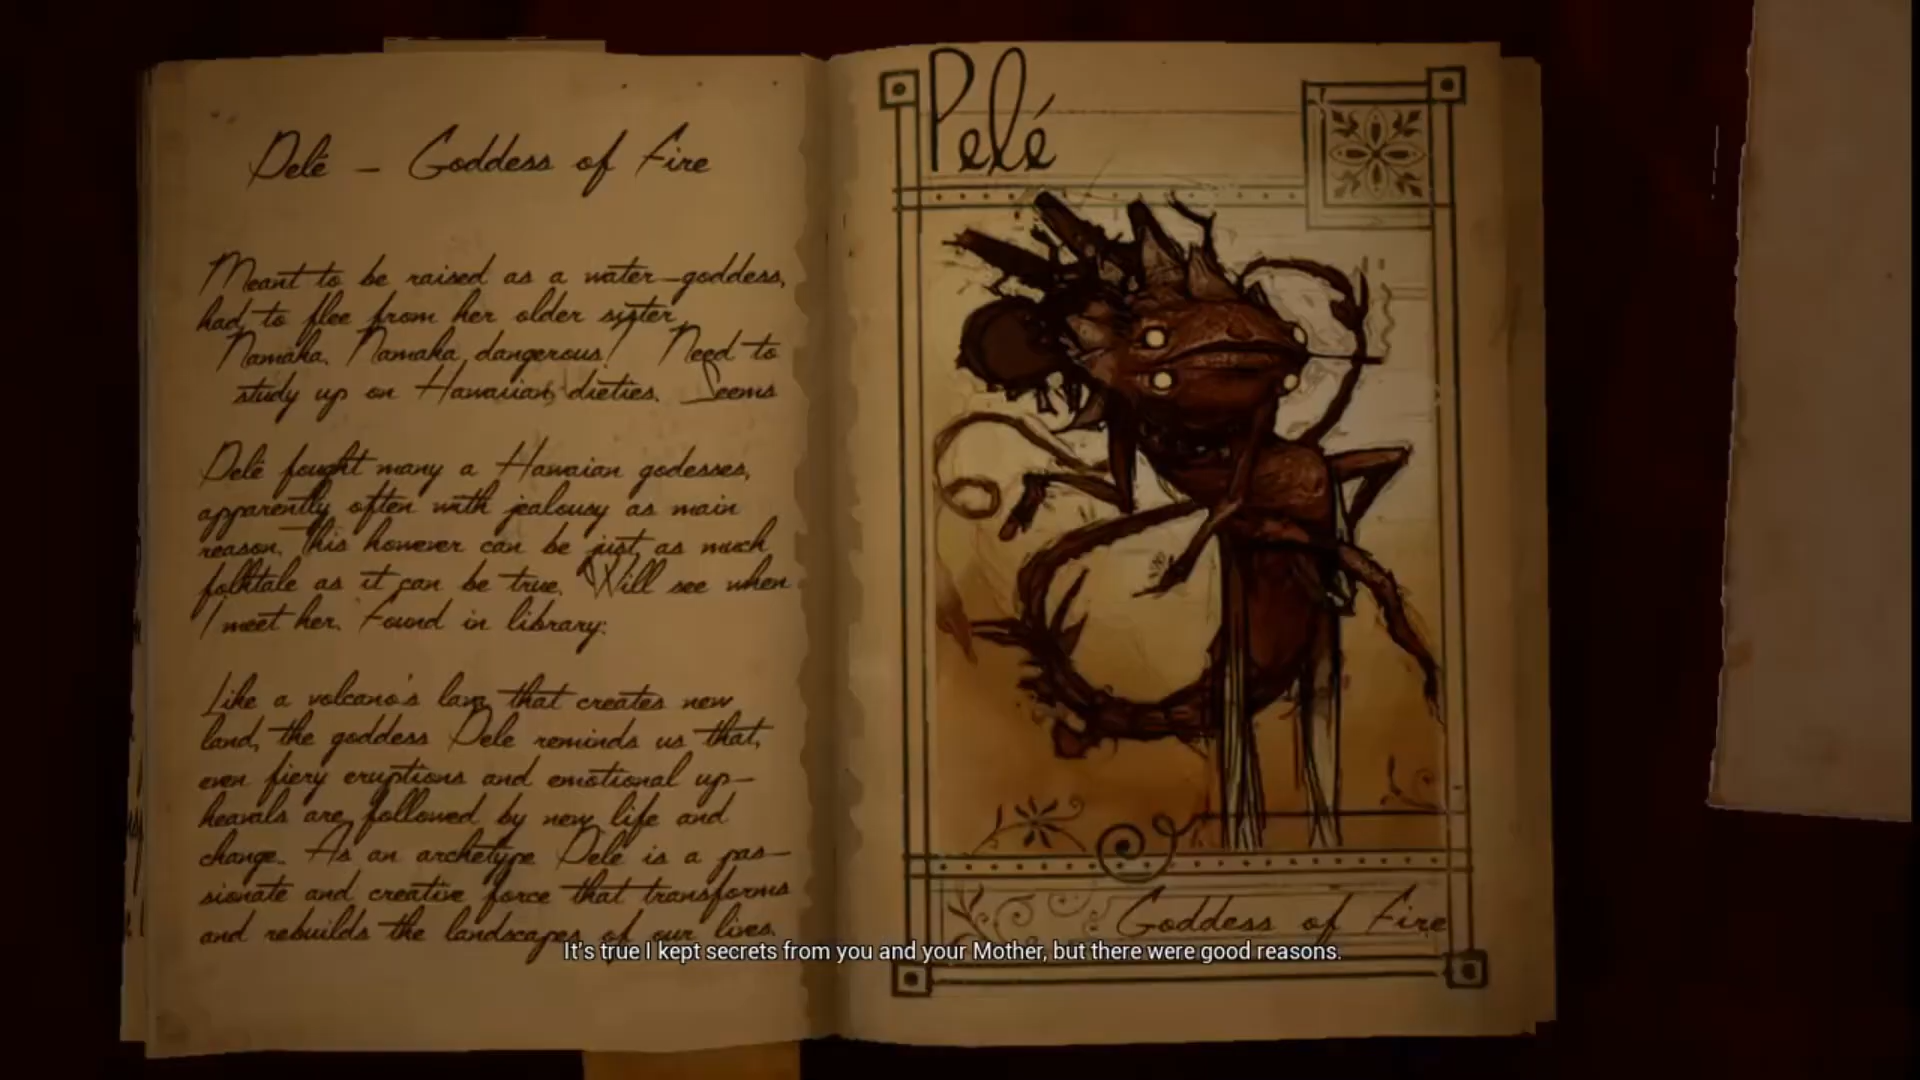 Pelé – Goddess of Fire
Meant to be raised as a water-goddess,
had to flee from her older sister
Namaka. Namaka dangerous? Need to
study up on Hawaiian dieties. Seems
Pelé fought many a Hawaian godesses,
apparently often with jealousy as main
reason. This however can be just as much
folktale as it can be true. Will see when
I meet her. Found in library:
Like a volcano's lava that creates new
land, the goddess Pele reminds us that,
even fiery eruptions and emotional up-
heavals are followed by new life and
change. As an archetype Pele is a pas-
sionate and creative force that transforms
and rebuilds the landscapes of our lives.
Pelé
Goddess of Fire
It's true I kept secrets from you and your Mother, but there were good reasons.